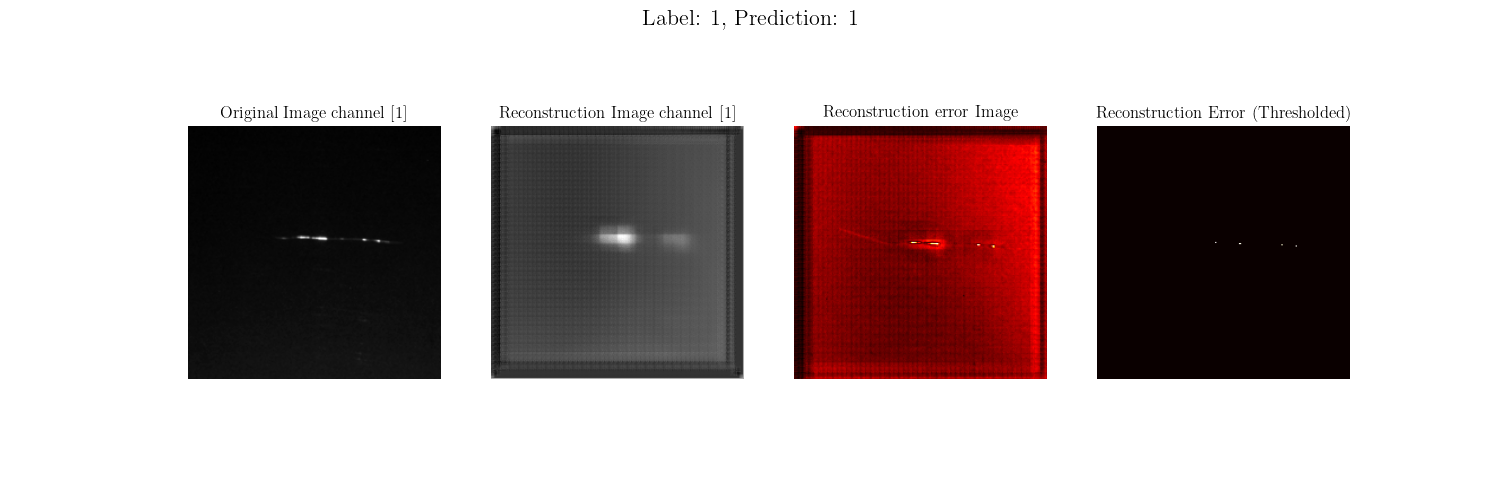 Label: 1, Prediction: 1
Original Image channel [1]
Reconstruction Image channel [1]
Reconstruction error Image
Reconstruction Error (Thresholded)